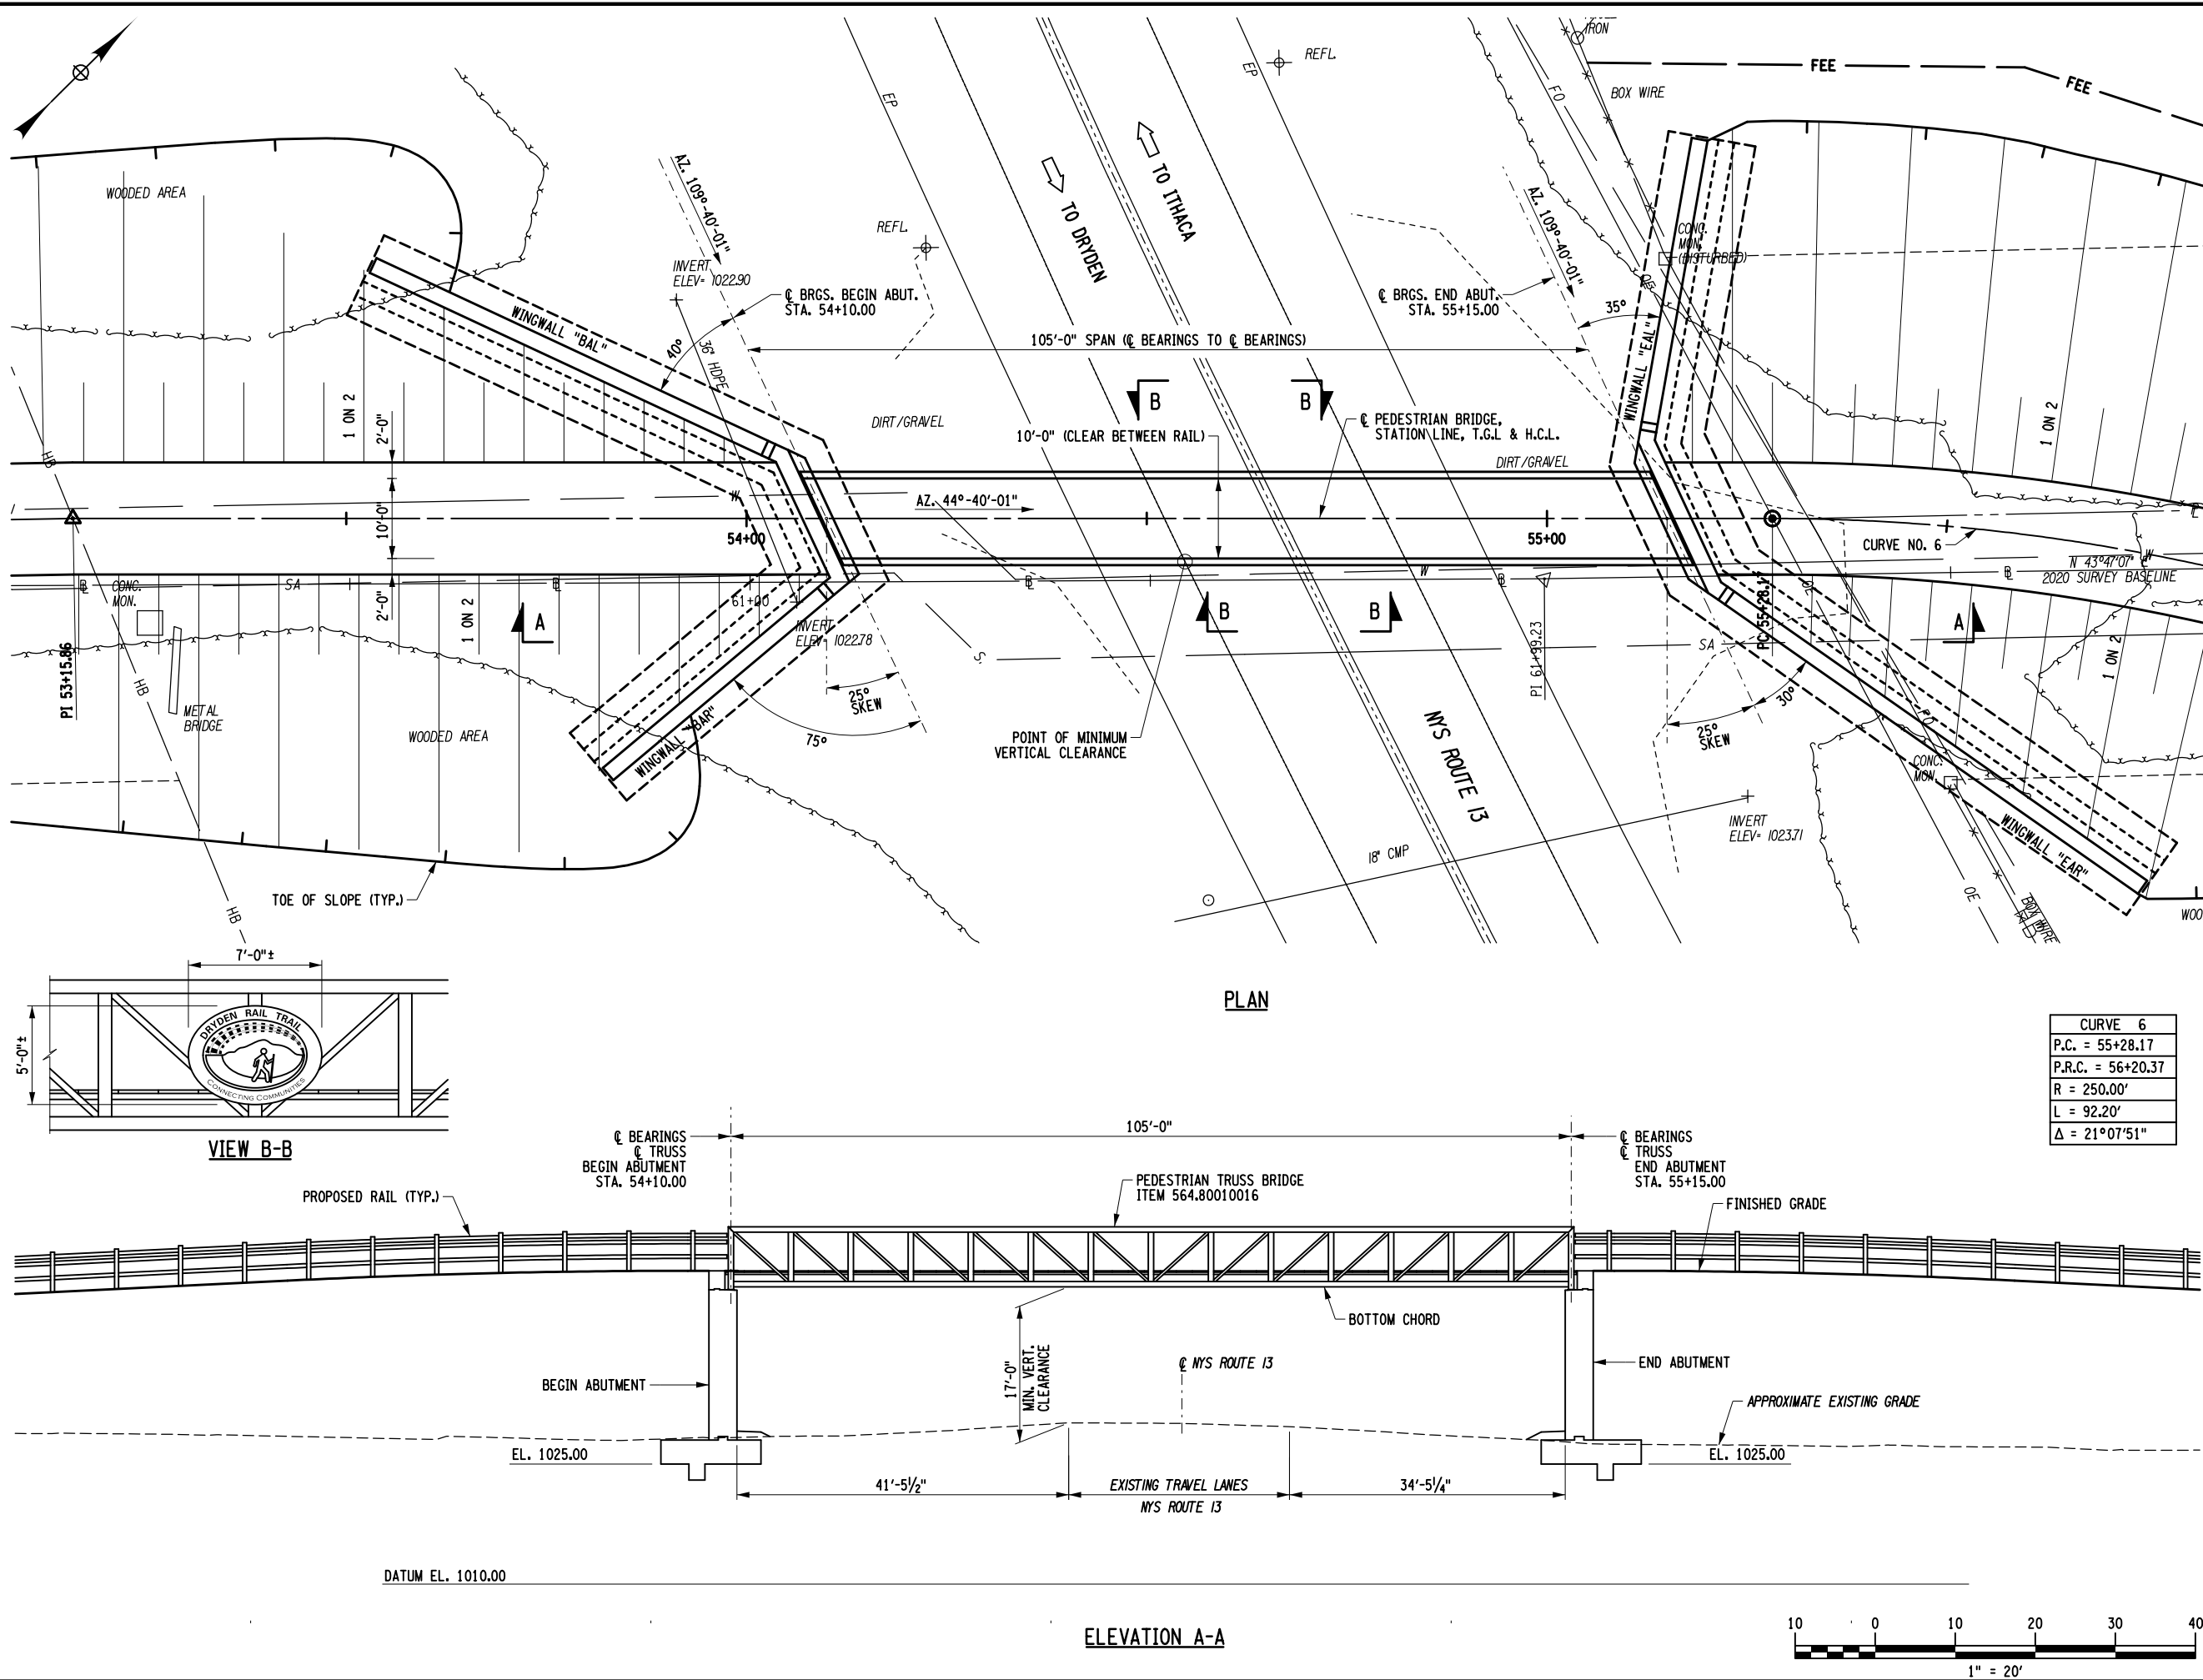 IRON
REFL.
EP
EP
FO
BOX WIRE
FEE
FEE
WOODED AREA
AZ. 109°-40'-01"
TO DRYDEN
TO ITHACA
AZ. 109°-40'-01"
REFL.
INVERT
ELEV= 1022.90
CONC.
MON.
(DISTURBED)
OE
WINGWALL "BAL"
40°
36" HDPE
℄ BRGS. BEGIN ABUT.
STA. 54+10.00
℄ BRGS. END ABUT.
STA. 55+15.00
35°
105'-0" SPAN (℄ BEARINGS TO ℄ BEARINGS)
WINGWALL "EAL"
1 ON 2
2'-0"
DIRT/GRAVEL
B
B
10'-0" (CLEAR BETWEEN RAIL)
℄ PEDESTRIAN BRIDGE,
STATION LINE, T.G.L & H.C.L.
DIRT/GRAVEL
1 ON 2
HB
W
AZ. 44°-40'-01"
10'-0"
54+00
55+00
CURVE NO. 6
W
N 43°47'07" E
2020 SURVEY BASELINE
CONC.
MON.
SA
W
2'-0"
1 ON 2
A
61+00
INVERT
ELEV= 1022.78
B
B
PI 61+99.23
SA
PC 55+28.17
A
1 ON 2
PI 53+15.86
HB
METAL
BRIDGE
WOODED AREA
WINGWALL "BAR"
25°
SKEW
75°
POINT OF MINIMUM
VERTICAL CLEARANCE
NYS ROUTE 13
25°
SKEW
30°
FO
CONC.
MON.
INVERT
ELEV= 1023.71
WINGWALL "EAR"
18" CMP
TOE OF SLOPE (TYP.)
HB
OE
BOX WIRE
WOO
7'-0"±
5'-0"±
DRYDEN RAIL TRAIL
CONNECTING COMMUNITIES
VIEW B-B
PLAN
CURVE 6
P.C. = 55+28.17
P.R.C. = 56+20.37
R = 250.00'
L = 92.20'
Δ = 21°07'51"
℄ BEARINGS
℄ TRUSS
BEGIN ABUTMENT
STA. 54+10.00
105'-0"
℄ BEARINGS
℄ TRUSS
END ABUTMENT
STA. 55+15.00
PROPOSED RAIL (TYP.)
PEDESTRIAN TRUSS BRIDGE
ITEM 564.80010016
FINISHED GRADE
BOTTOM CHORD
17'-0"
MIN. VERT.
CLEARANCE
℄ NYS ROUTE 13
BEGIN ABUTMENT
END ABUTMENT
APPROXIMATE EXISTING GRADE
EL. 1025.00
EL. 1025.00
41'-5½"
EXISTING TRAVEL LANES
NYS ROUTE 13
34'-5¼"
DATUM EL. 1010.00
ELEVATION A-A
10 0 10 20 30 40
1" = 20'